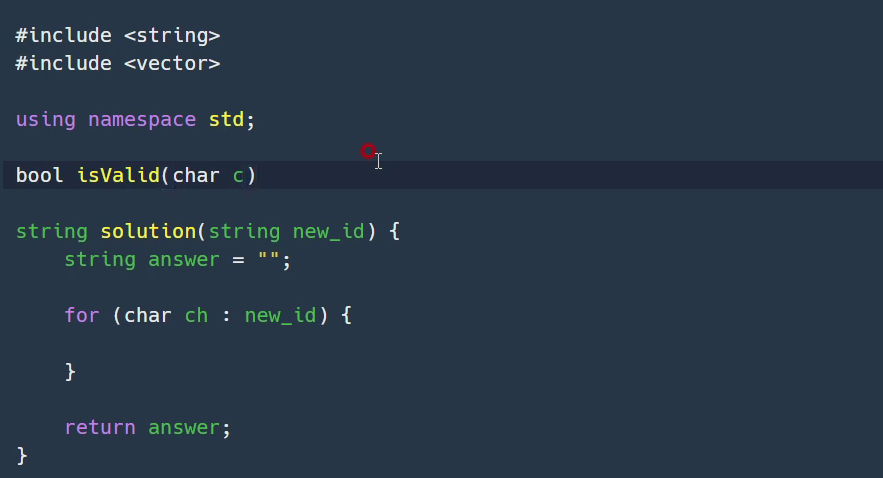 #include <string>
#include <vector>
using namespace std;
bool isValid(char c)
string solution(string new_id) {
    string answer = "";
    for (char ch : new_id) {
    }
    return answer;
}